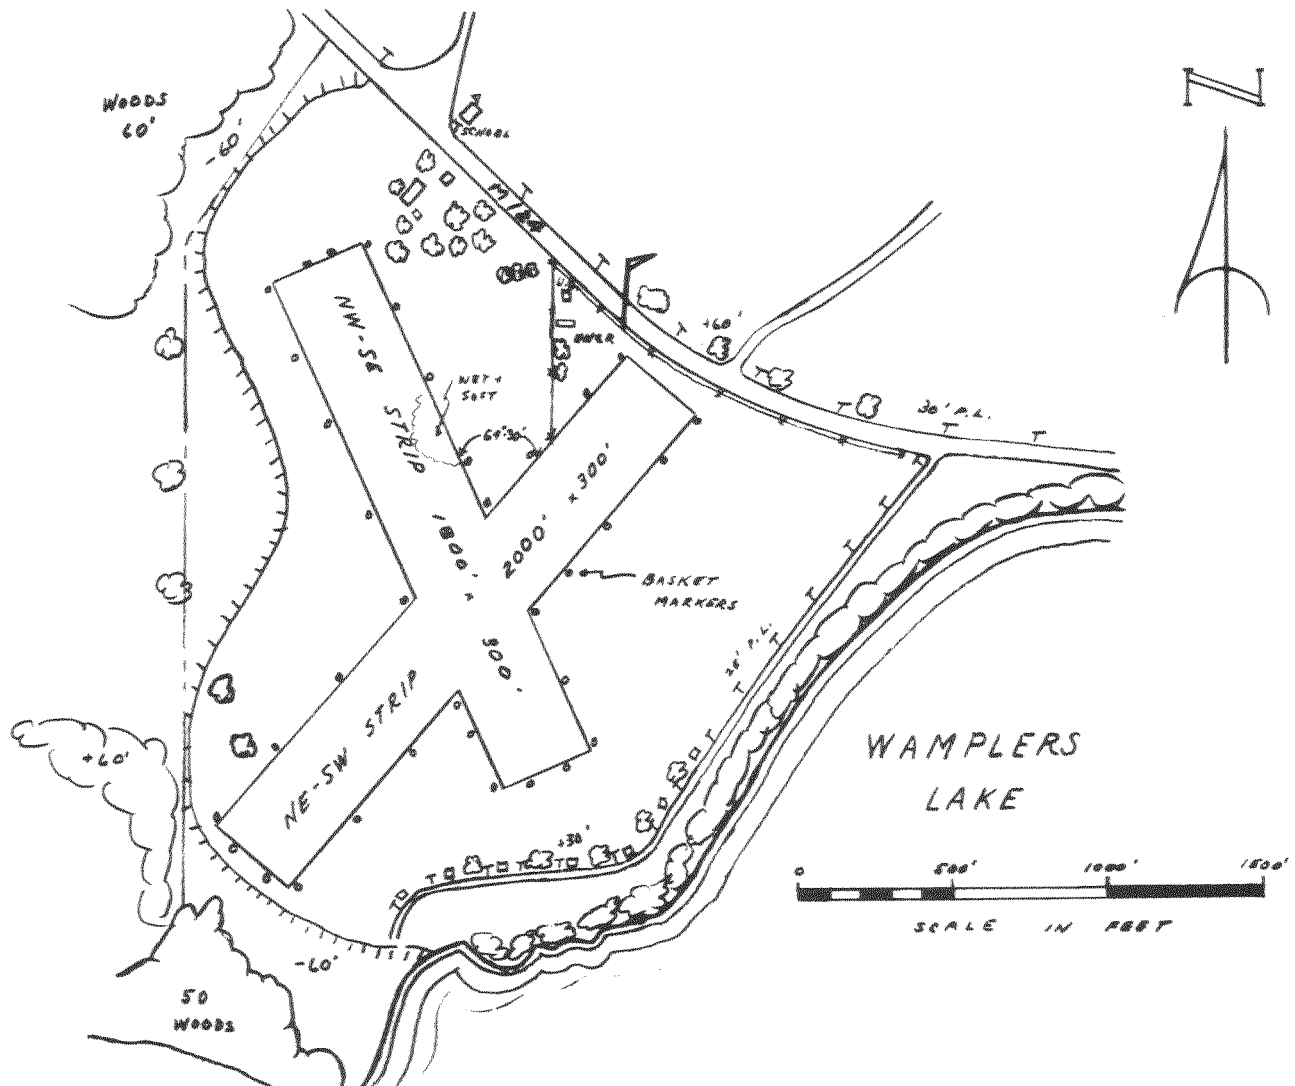 N
WOODS
60'
-60'
SCHOOL
M 124
+60'
OWNER
30' P.L.
NW-SE STRIP 1800' x 300'
WET &
SOFT
64°30'
2000' x 300'
NE-SW STRIP
BASKET
MARKERS
25' P.L.
+60'
WAMPLERS
LAKE
+30'
0 500' 1000' 1500'
SCALE IN FEET
-60'
50
WOODS